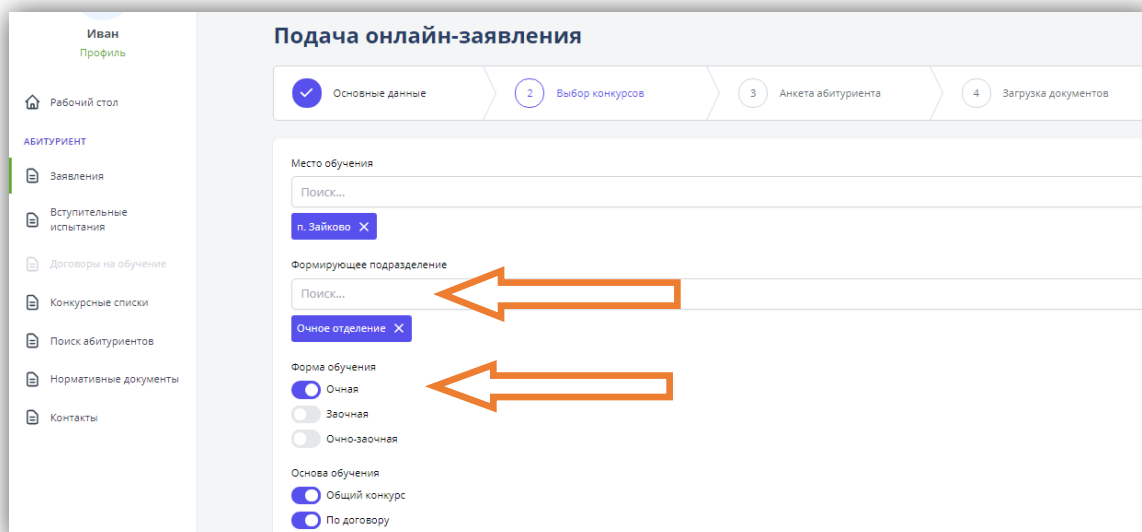 Иван
Профиль
Рабочий стол
АБИТУРИЕНТ
Заявления
Вступительные
испытания
Договоры на обучение
Конкурсные списки
Поиск абитуриентов
Нормативные документы
Контакты
Подача онлайн-заявления
Основные данные
2 Выбор конкурсов
3 Анкета абитуриента
4 Загрузка документов
Место обучения
Поиск...
п. Зайково
Формирующее подразделение
Поиск...
Очное отделение
Форма обучения
Очная
Заочная
Очно-заочная
Основа обучения
Общий конкурс
По договору